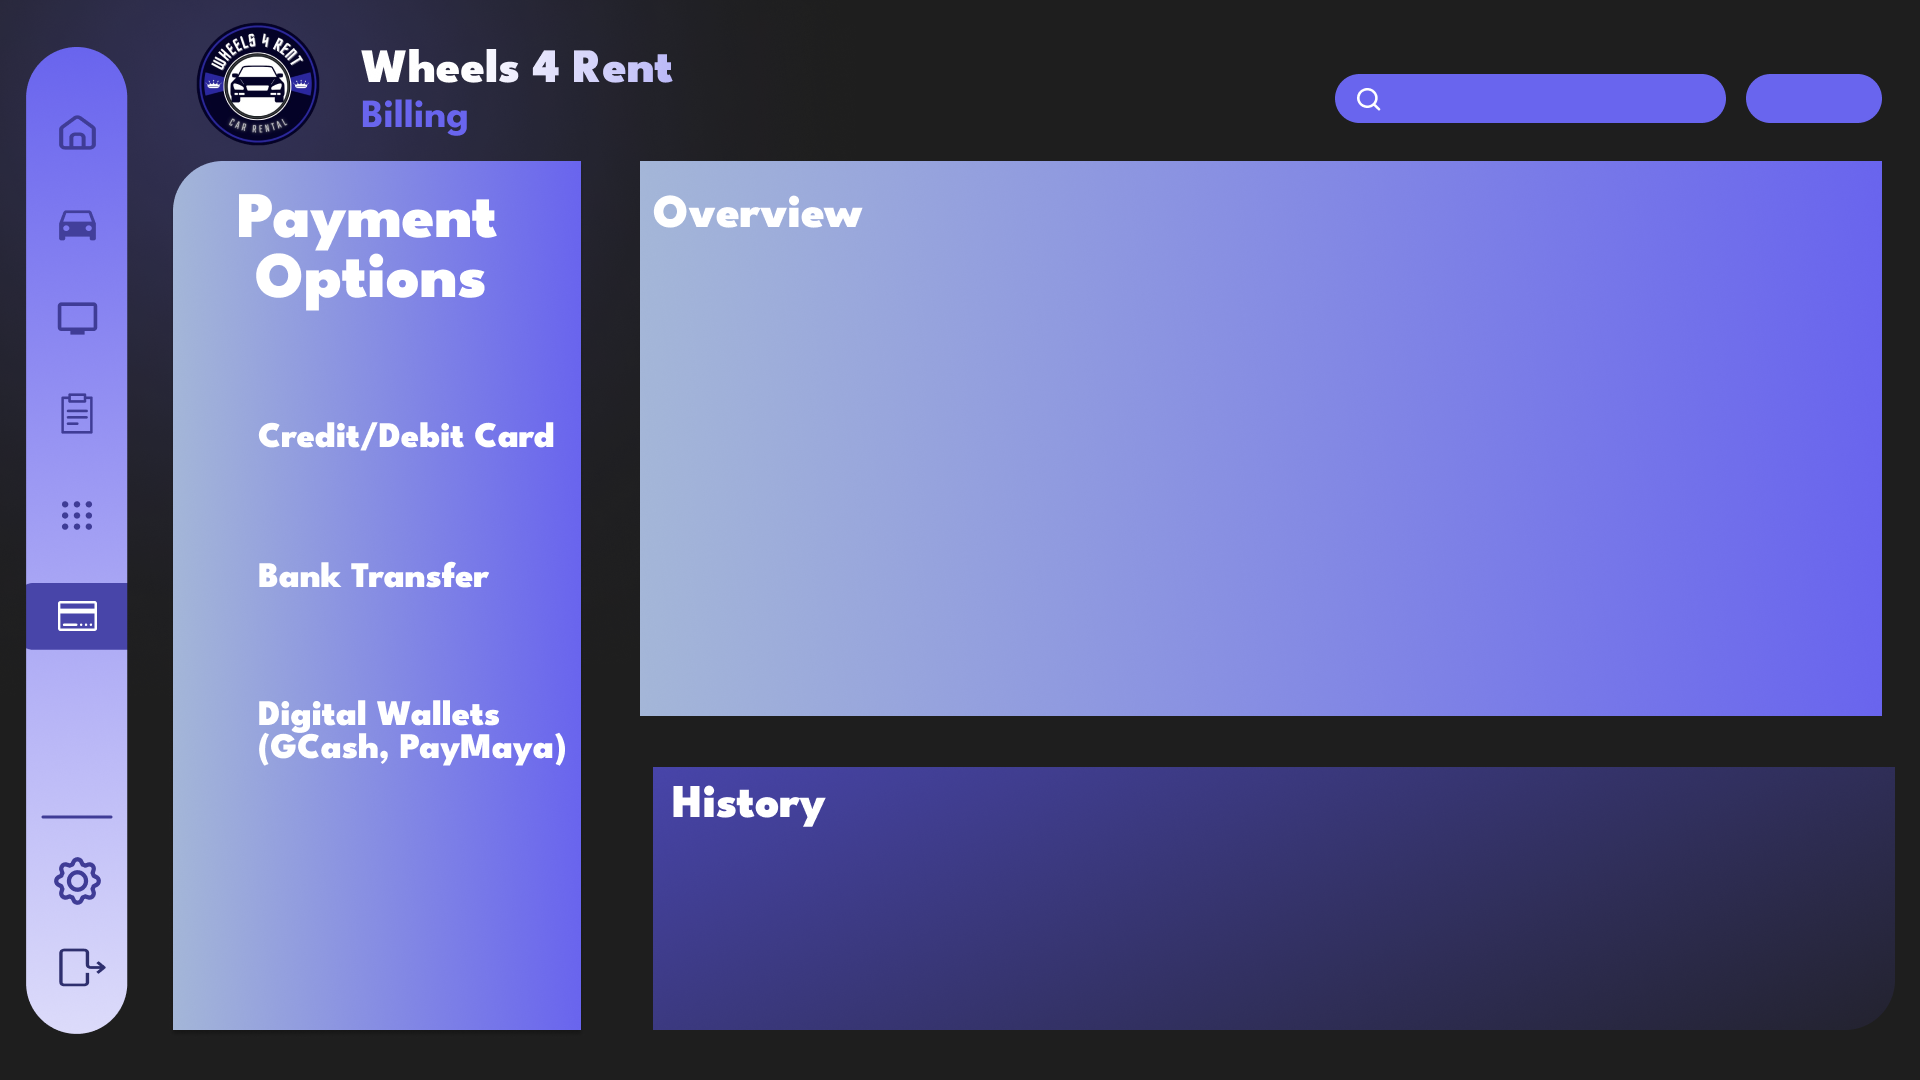 WHEELS 4 RENT
CAR RENTAL
Wheels 4 Rent
Billing
Payment
Options
Credit/Debit Card
Bank Transfer
Digital Wallets
(GCash, PayMaya)
Overview
History